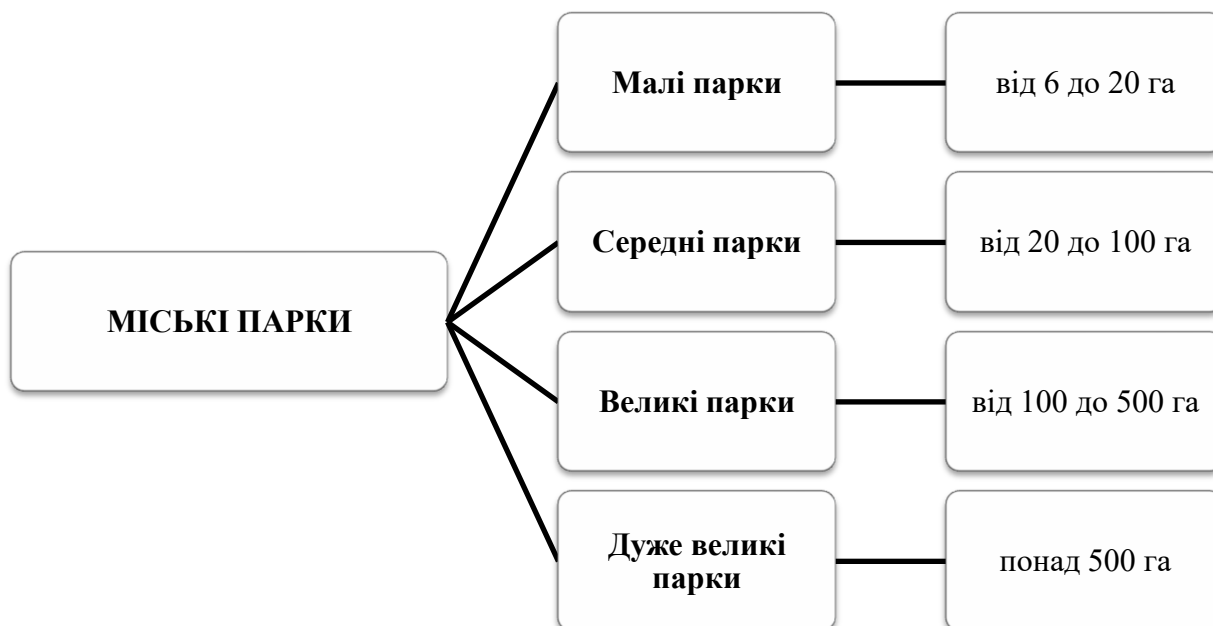 МІСЬКІ ПАРКИ
Малі парки
від 6 до 20 га
Середні парки
від 20 до 100 га
Великі парки
від 100 до 500 га
Дуже великі
парки
понад 500 га